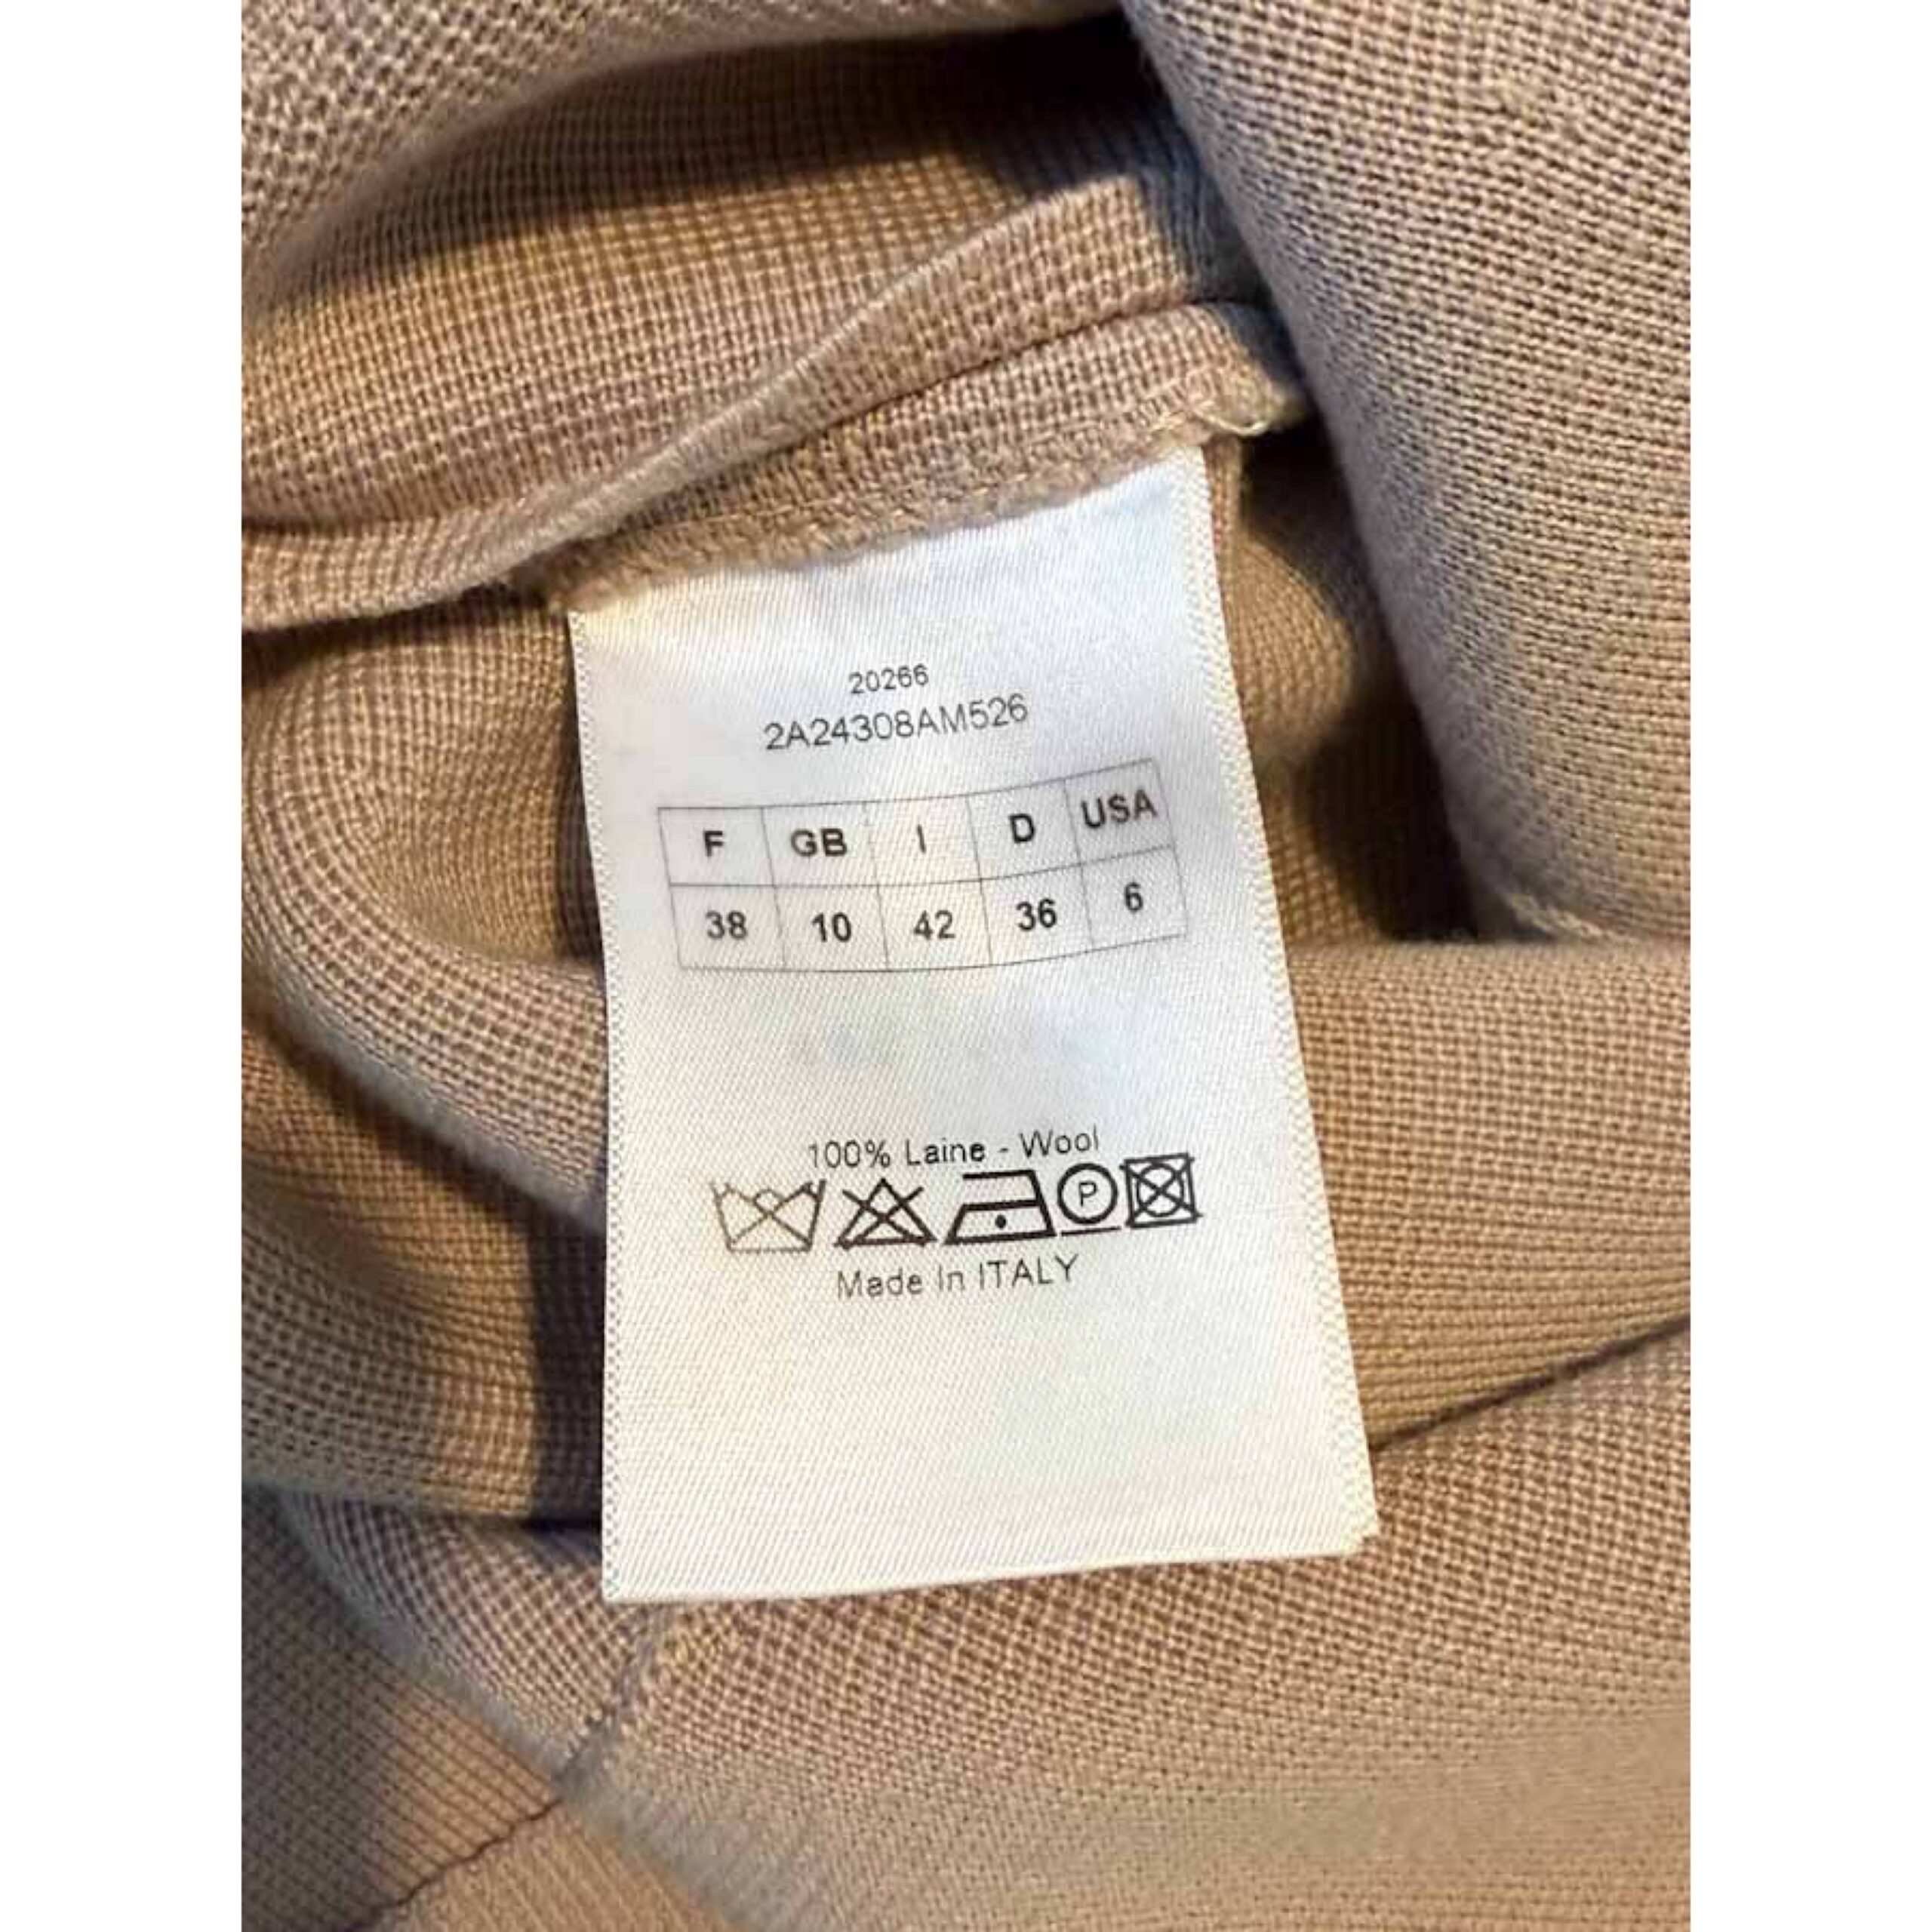 20266
2A24308AM526
F GB I D USA
38 10 42 36 6
100% Laine - Wool
P
Made In ITALY